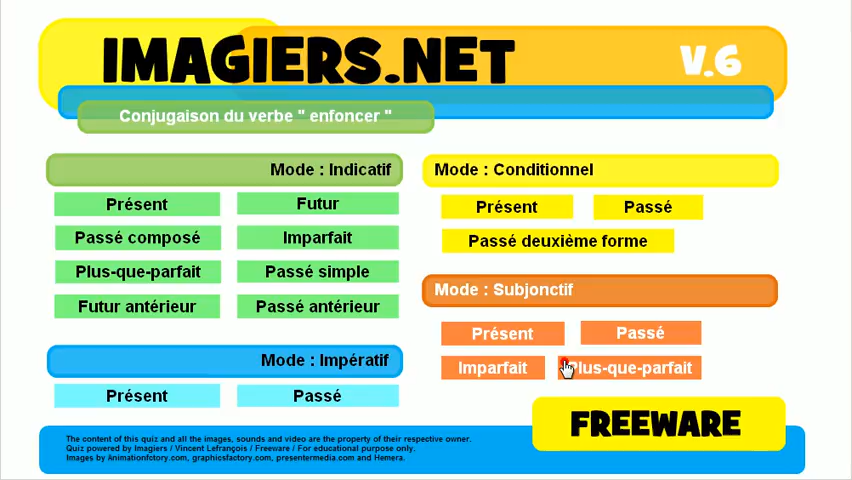 IMAGIERS.NET
V.6
Conjugaison du verbe " enfoncer "
Mode : Indicatif
Présent
Futur
Passé composé
Imparfait
Plus-que-parfait
Passé simple
Futur antérieur
Passé antérieur
Mode : Impératif
Présent
Passé
Mode : Conditionnel
Présent
Passé
Passé deuxième forme
Mode : Subjonctif
Présent
Passé
Imparfait
Plus-que-parfait
FREEWARE
The content of this quiz and all the images, sounds and video are the property of their respective owner.
Quiz powered by Imagiers / Vincent Lefrançois / Freeware / For educational purpose only.
Images by Animationfctory.com, graphicsfactory.com, presentermedia.com and Hemera.